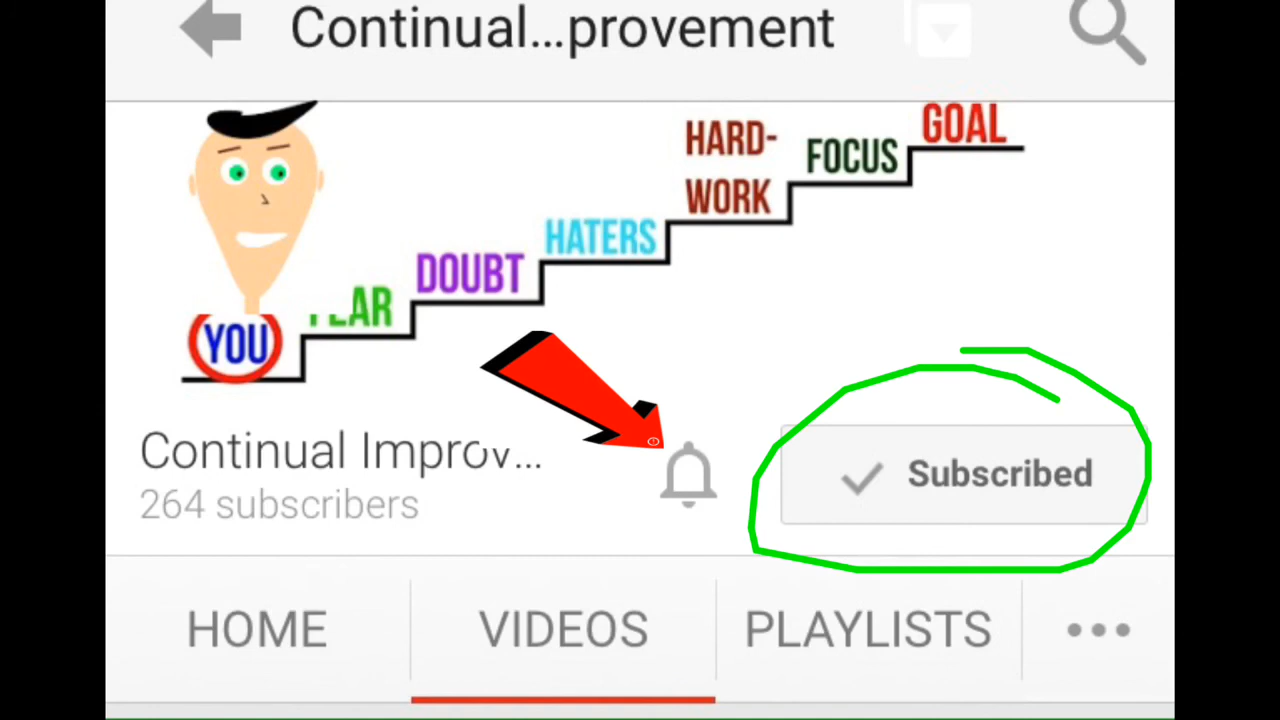 Continual...provement
GOAL
HARD-
WORK
FOCUS
HATERS
DOUBT
YOU
Continual Improv...
264 subscribers
Subscribed
HOME
VIDEOS
PLAYLISTS